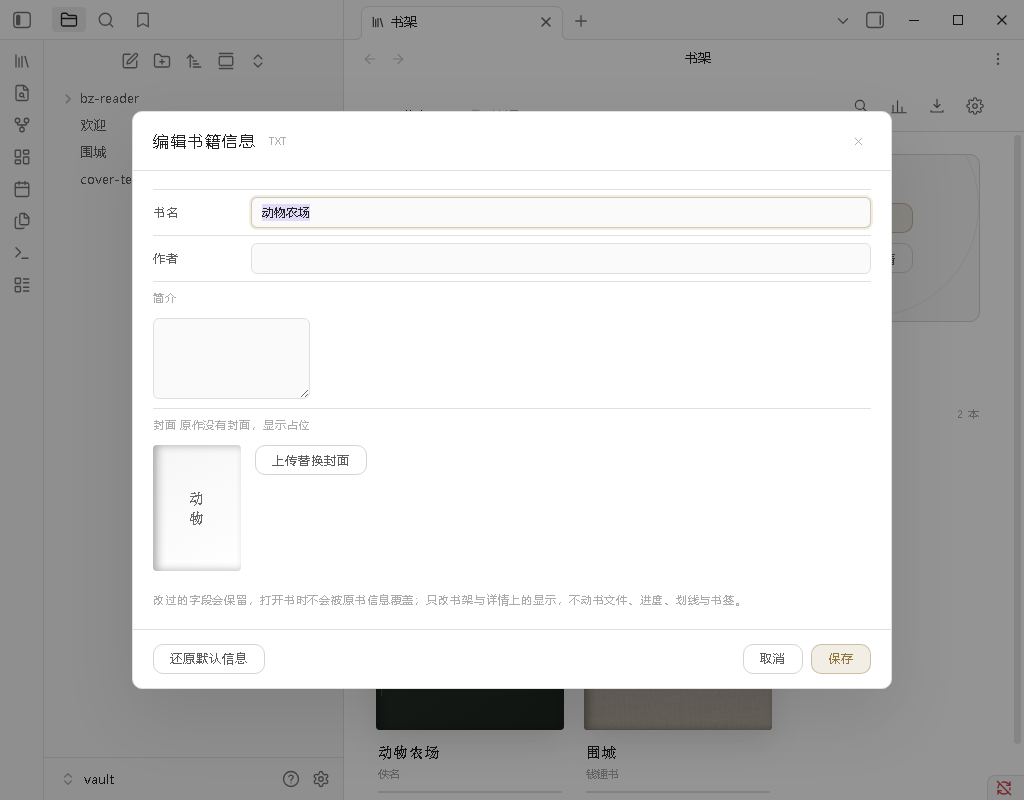 书架
书架
bz-reader
欢迎
围城
cover-te
编辑书籍信息 TXT
书名 动物农场
作者
简介
2 本
封面 原作没有封面，显示占位
上传替换封面
动
物
改过的字段会保留，打开书时不会被原书信息覆盖；只改书架与详情上的显示，不动书文件、进度、划线与书签。
还原默认信息 取消 保存
动物农场 围城
佚名 钱锺书
vault